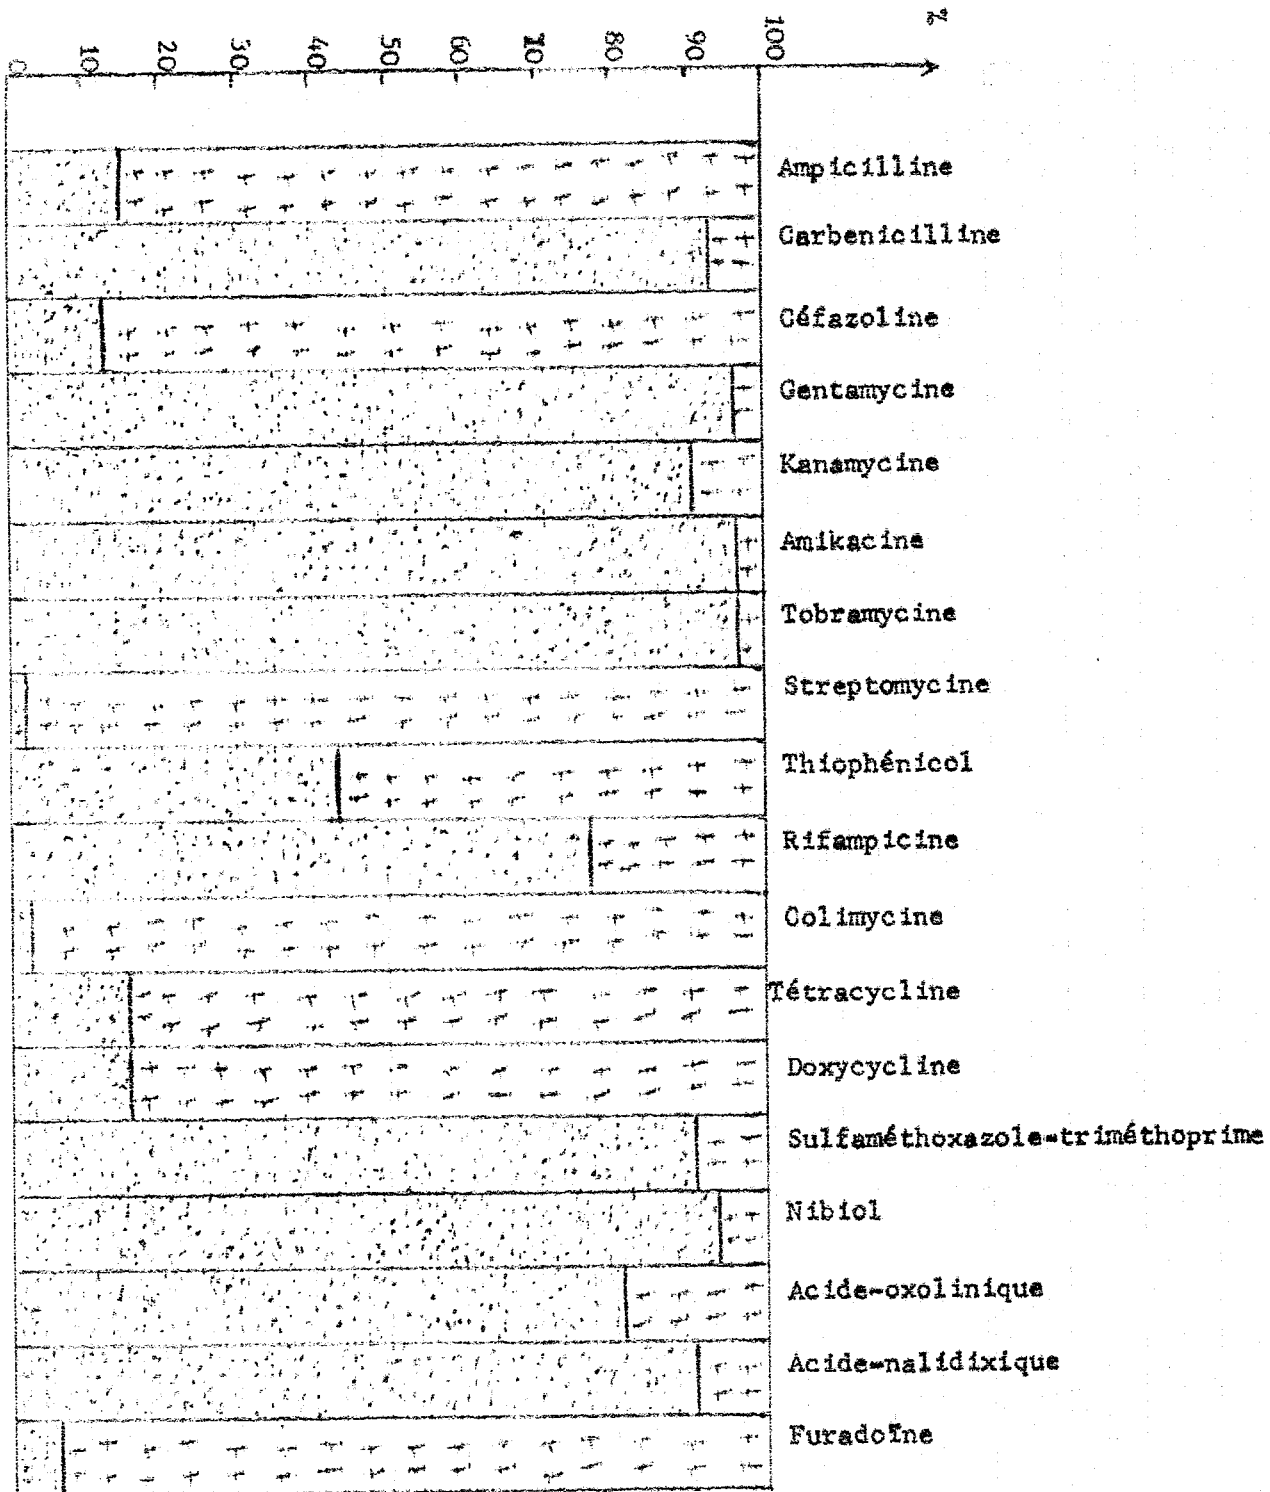 %
0 10 20 30 40 50 60 70 80 90 100
Ampicilline
Carbenicilline
Céfazoline
Gentamycine
Kanamycine
Amikacine
Tobramycine
Streptomycine
Thiophénicol
Rifampicine
Colimycine
Tétracycline
Doxycycline
Sulfaméthoxazole-triméthoprime
Nibiol
Acide-oxolinique
Acide-nalidixique
Furadoïne